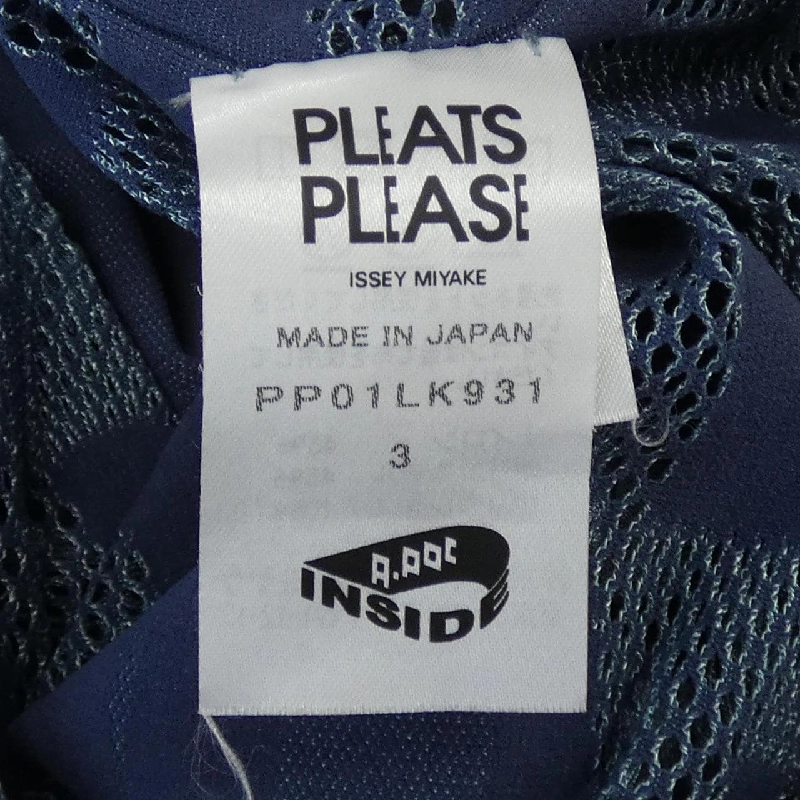 PLEATS
PLEASE
ISSEY MIYAKE
MADE IN JAPAN
PP01LK931
3
A.POC
INSIDE